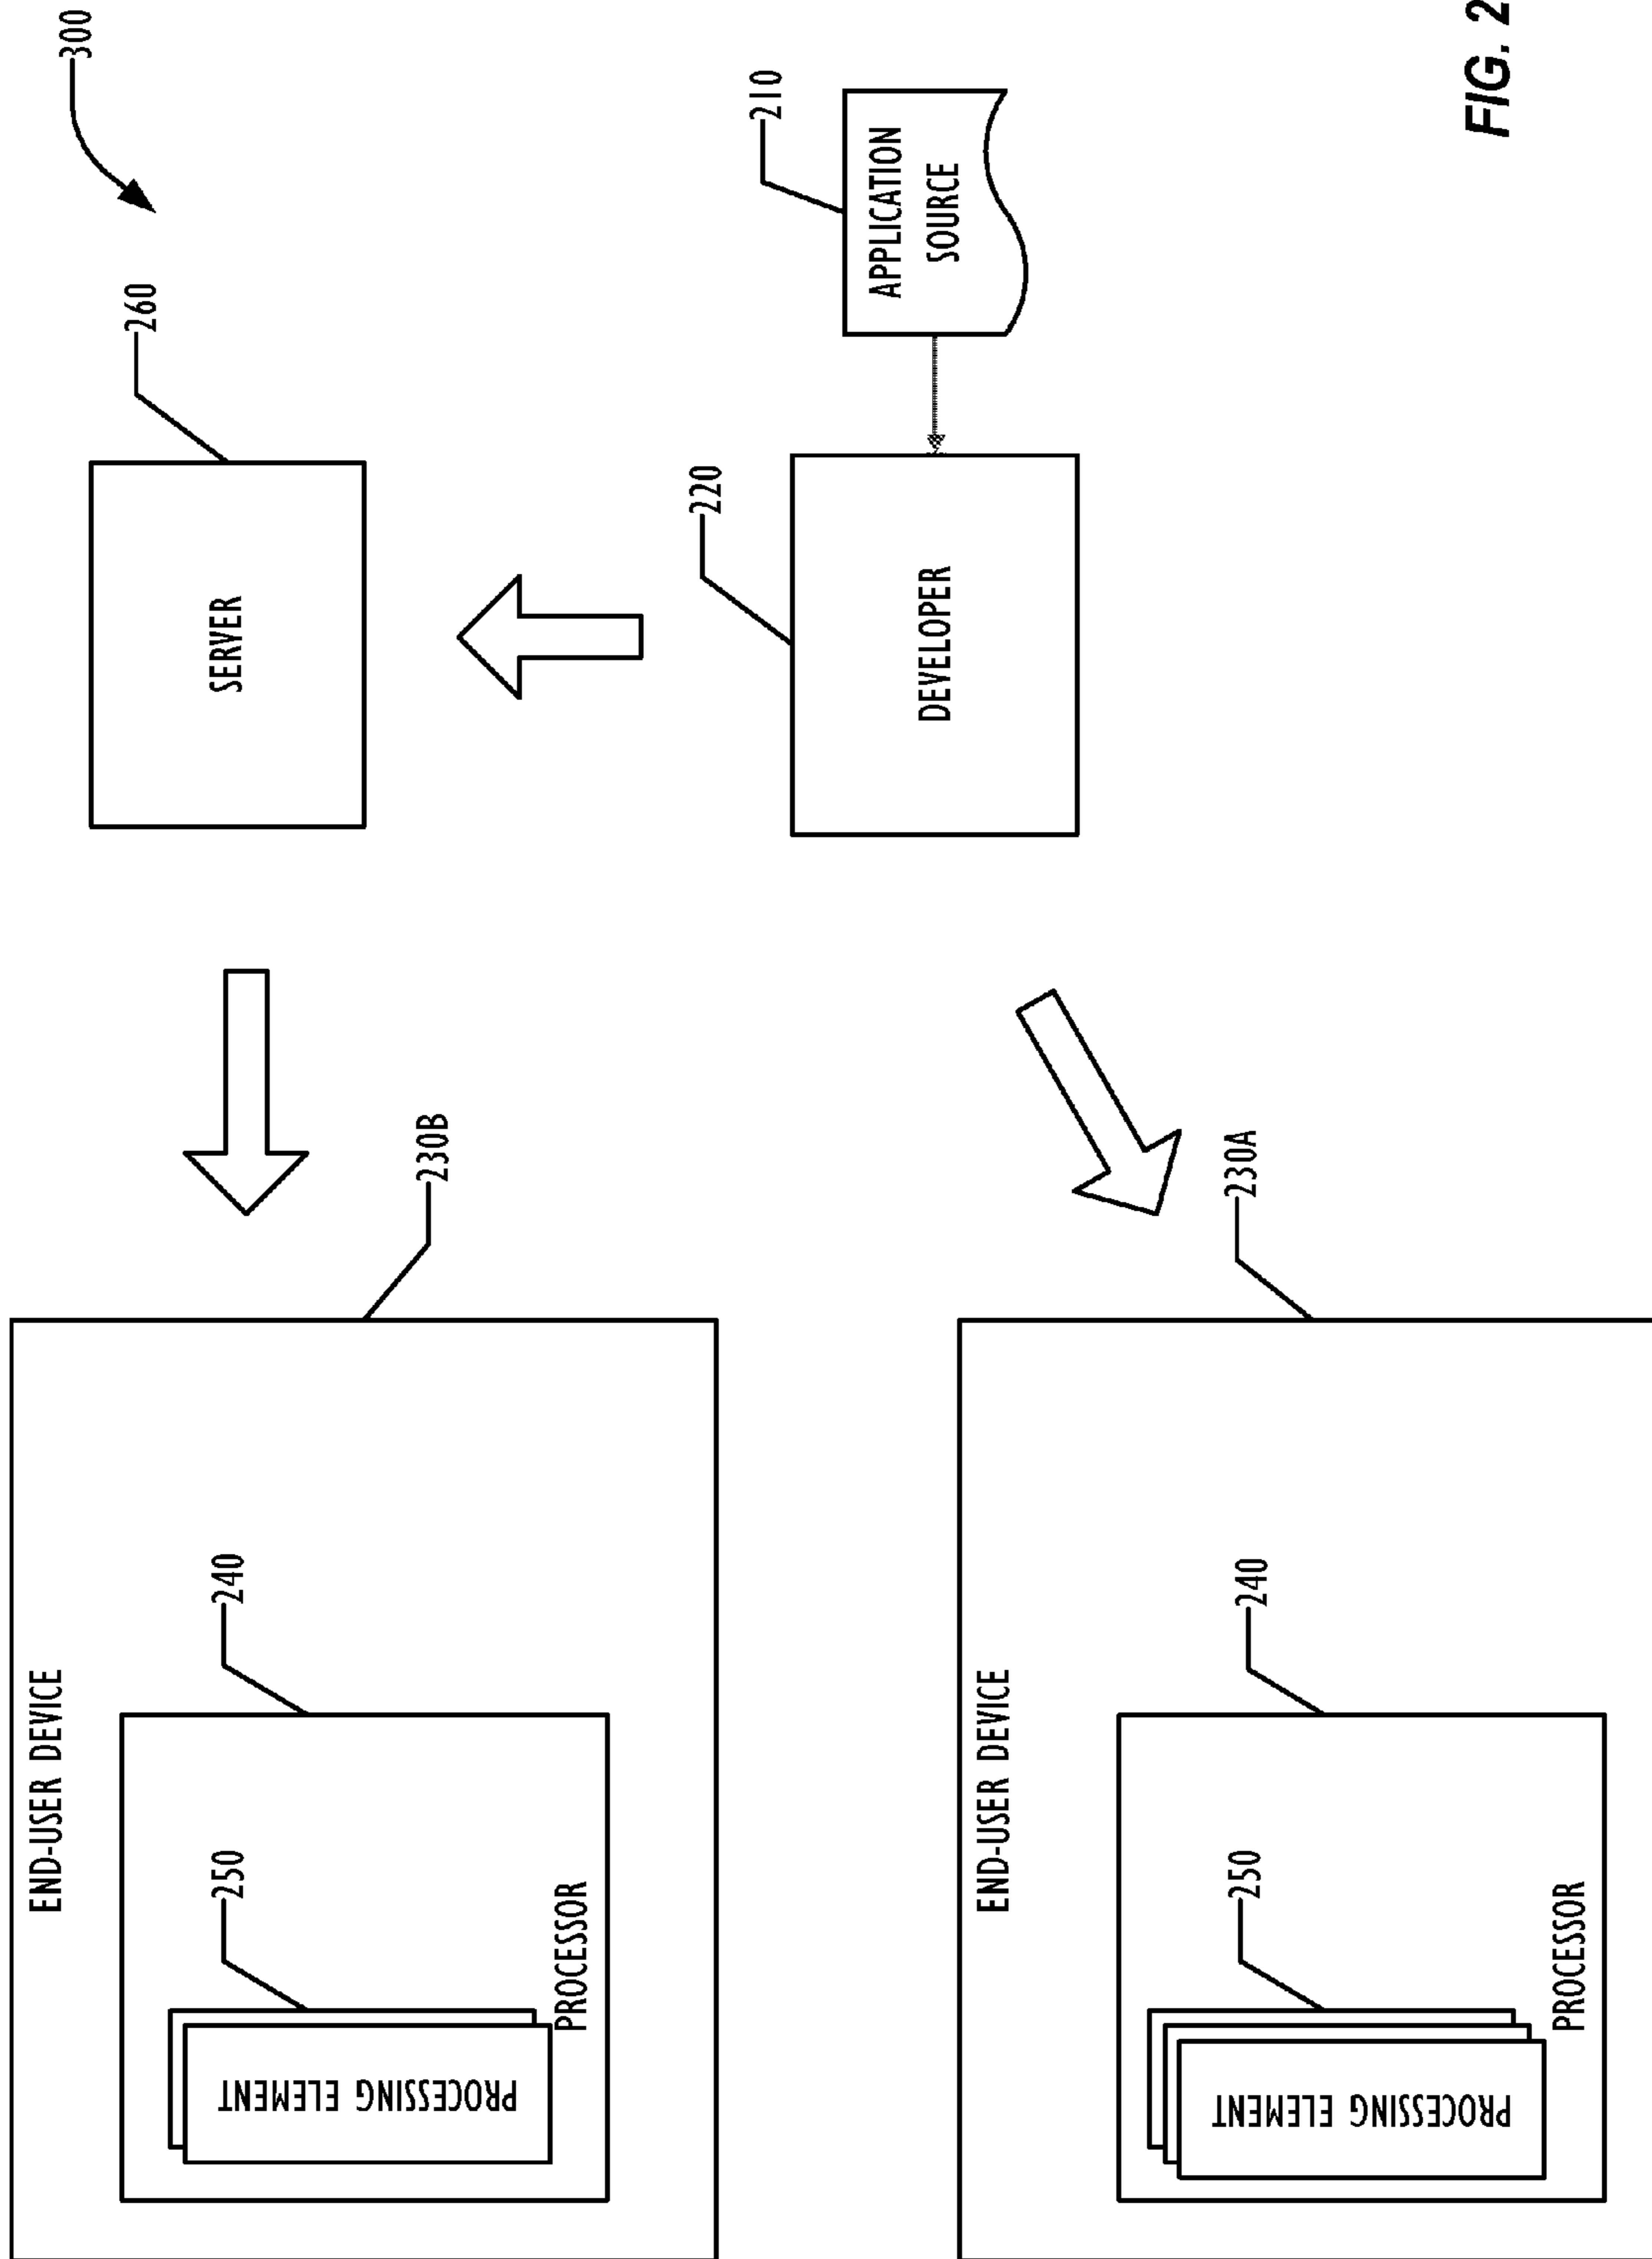 300
260
SERVER
220
DEVELOPER
210
APPLICATION
SOURCE
230B
END-USER DEVICE
240
250
PROCESSING ELEMENT
PROCESSOR
230A
END-USER DEVICE
240
250
PROCESSING ELEMENT
PROCESSOR
FIG. 2